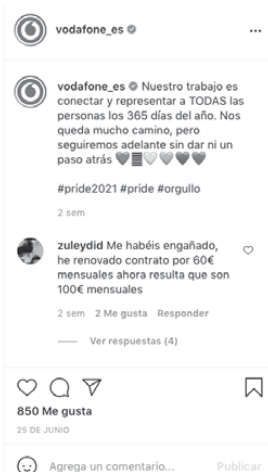 vodafone_es
vodafone_es Nuestro trabajo es
conectar y representar a TODAS las
personas los 365 días del año. Nos
queda mucho camino, pero
seguiremos adelante sin dar ni un
paso atrás
#pride2021 #pride #orgullo
2 sem
zuleydid Me habéis engañado,
he renovado contrato por 60€
mensuales ahora resulta que son
100€ mensuales
2 sem 2 Me gusta Responder
Ver respuestas (4)
850 Me gusta
25 DE JUNIO
Agrega un comentario... Publicar